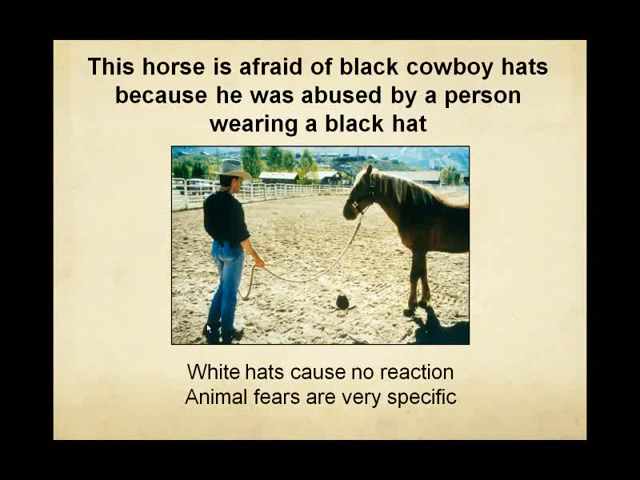 This horse is afraid of black cowboy hats
because he was abused by a person
wearing a black hat
White hats cause no reaction
Animal fears are very specific